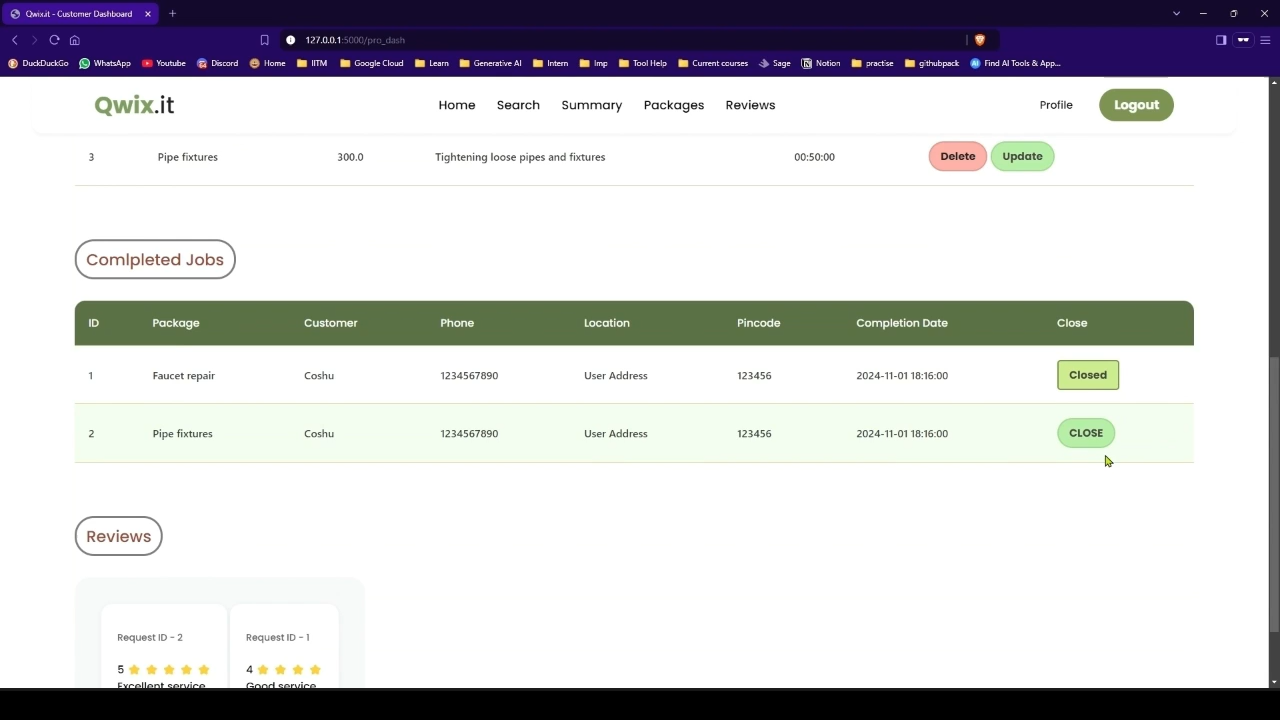 Qwix.it - Customer Dashboard
127.0.0.1:5000/pro_dash
DuckDuckGo WhatsApp Youtube Discord Home IITM Google Cloud Learn Generative AI Intern Imp Tool Help Current courses Sage Notion practise githubpack Find AI Tools & App...
Qwix.it Home Search Summary Packages Reviews Profile Logout
3 Pipe fixtures 300.0 Tightening loose pipes and fixtures 00:50:00 Delete Update
Comlpleted Jobs
ID Package Customer Phone Location Pincode Completion Date Close
1 Faucet repair Coshu 1234567890 User Address 123456 2024-11-01 18:16:00 Closed
2 Pipe fixtures Coshu 1234567890 User Address 123456 2024-11-01 18:16:00 CLOSE
Reviews
Request ID - 2 Request ID - 1
5 4
Excellent service Good service